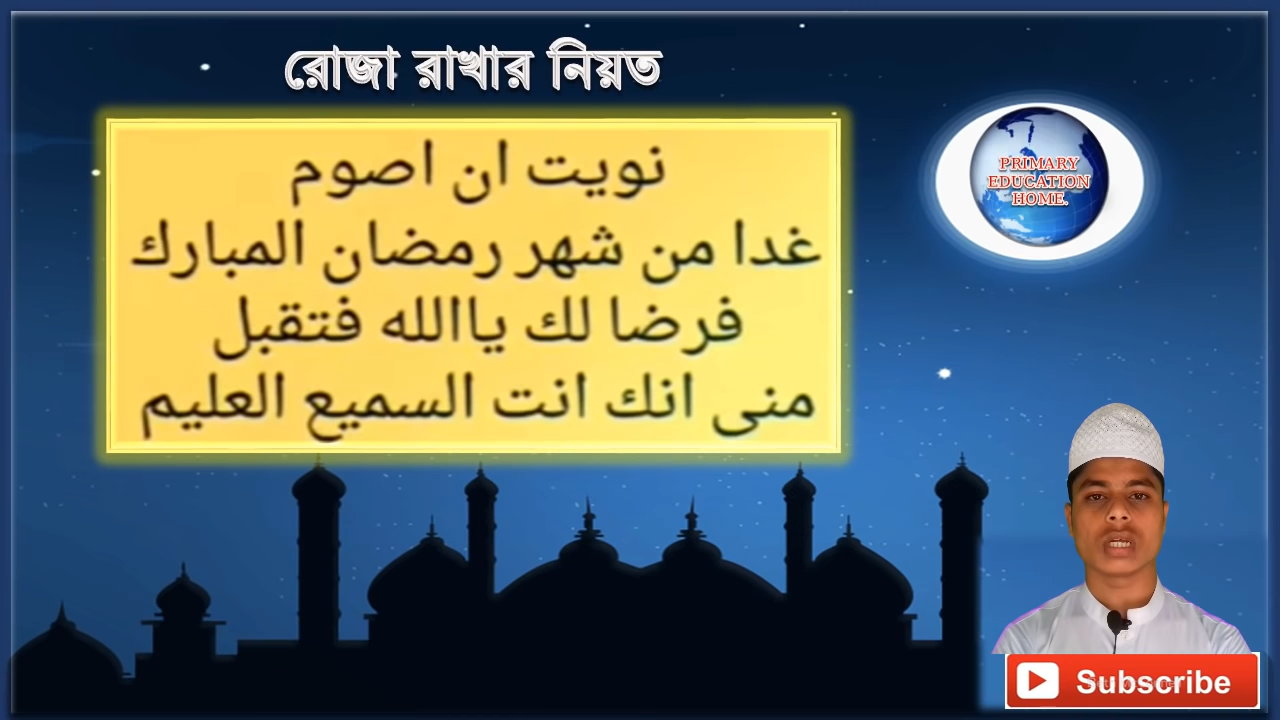 রোজা রাখার নিয়ত
نويت ان اصوم
غدا من شهر رمضان المبارك
فرضا لك ياالله فتقبل
منى انك انت السميع العليم
PRIMARY
EDUCATION
HOME.
Subscribe